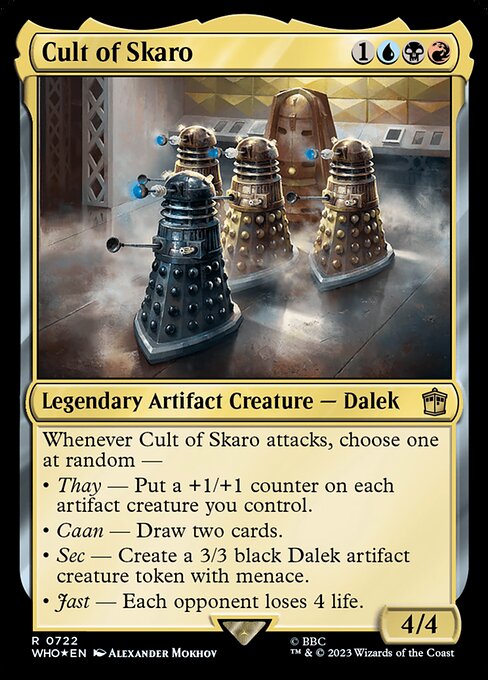 Cult of Skaro 1
Legendary Artifact Creature — Dalek
Whenever Cult of Skaro attacks, choose one
at random —
• Thay — Put a +1/+1 counter on each
artifact creature you control.
• Caan — Draw two cards.
• Sec — Create a 3/3 black Dalek artifact
creature token with menace.
• Jast — Each opponent loses 4 life.
4/4
R 0722
WHO★EN Alexander Mokhov
© BBC
™ & © 2023 Wizards of the Coast